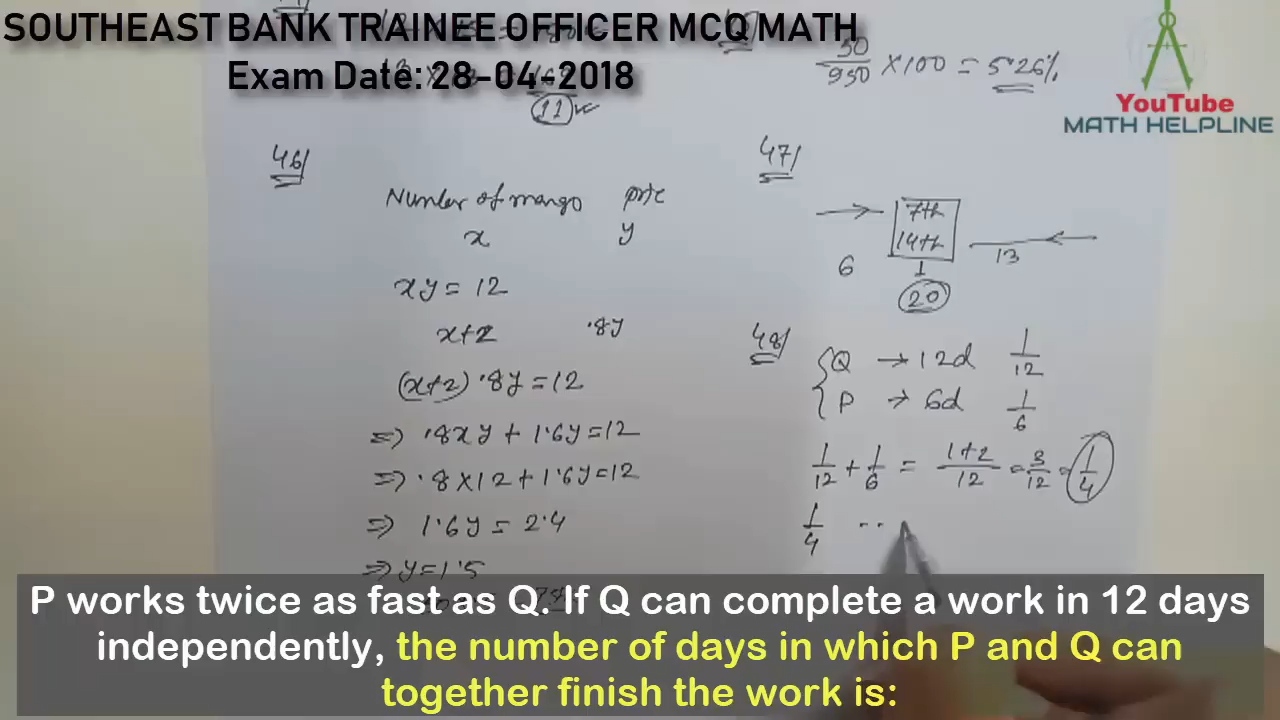 SOUTHEAST BANK TRAINEE OFFICER MCQ MATH
Exam Date: 28-04-2018
11
50/950 × 100 = 5.26%
YouTube
MATH HELPLINE
46/
Number of mango price
x y
xy = 12
x+2 .8y
(x+2) .8y = 12
=> .8xy + 1.6y = 12
=> .8×12 + 1.6y = 12
=> 1.6y = 2.4
=> y = 1.5
47/
7th
14th
6 1 13
20
48/
Q → 12d 1/12
P → 6d 1/6
1/12 + 1/6 = 1+2/12 = 3/12 = 1/4
1/4 ..
P works twice as fast as Q. If Q can complete a work in 12 days
independently, the number of days in which P and Q can
together finish the work is: